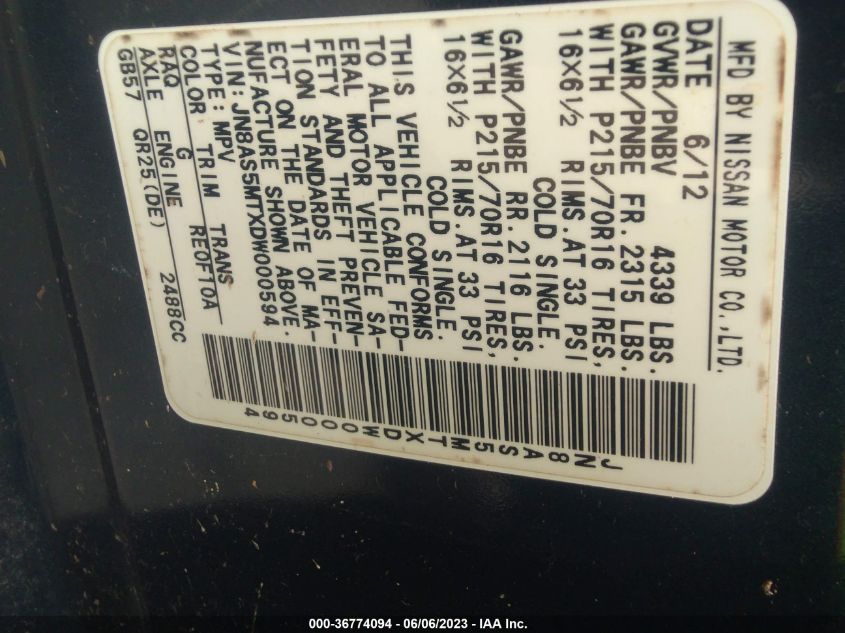 MFD BY NISSAN MOTOR CO.,LTD.
DATE 6/12
GVWR/PNBV 4339 LBS.
GAWR/PNBE FR. 2315 LBS.
WITH P215/70R16 TIRES,
16X6½ RIMS.AT 33 PSI
COLD SINGLE.
GAWR/PNBE RR. 2116 LBS.
WITH P215/70R16 TIRES,
16X6½ RIMS.AT 33 PSI
COLD SINGLE.
THIS VEHICLE CONFORMS
TO ALL APPLICABLE FED-
ERAL MOTOR VEHICLE SA-
FETY AND THEFT PREVEN-
TION STANDARDS IN EFF-
ECT ON THE DATE OF MA-
NUFACTURE SHOWN ABOVE.
VIN:JN8AS5MTXDW000594
TYPE:MPV
COLOR TRIM TRANS
RAQ G RE0F10A
AXLE ENGINE
GB57 QR25(DE) 2488CC
JN8AS5MTXDW000594
000-36774094 - 06/06/2023 - IAA Inc.